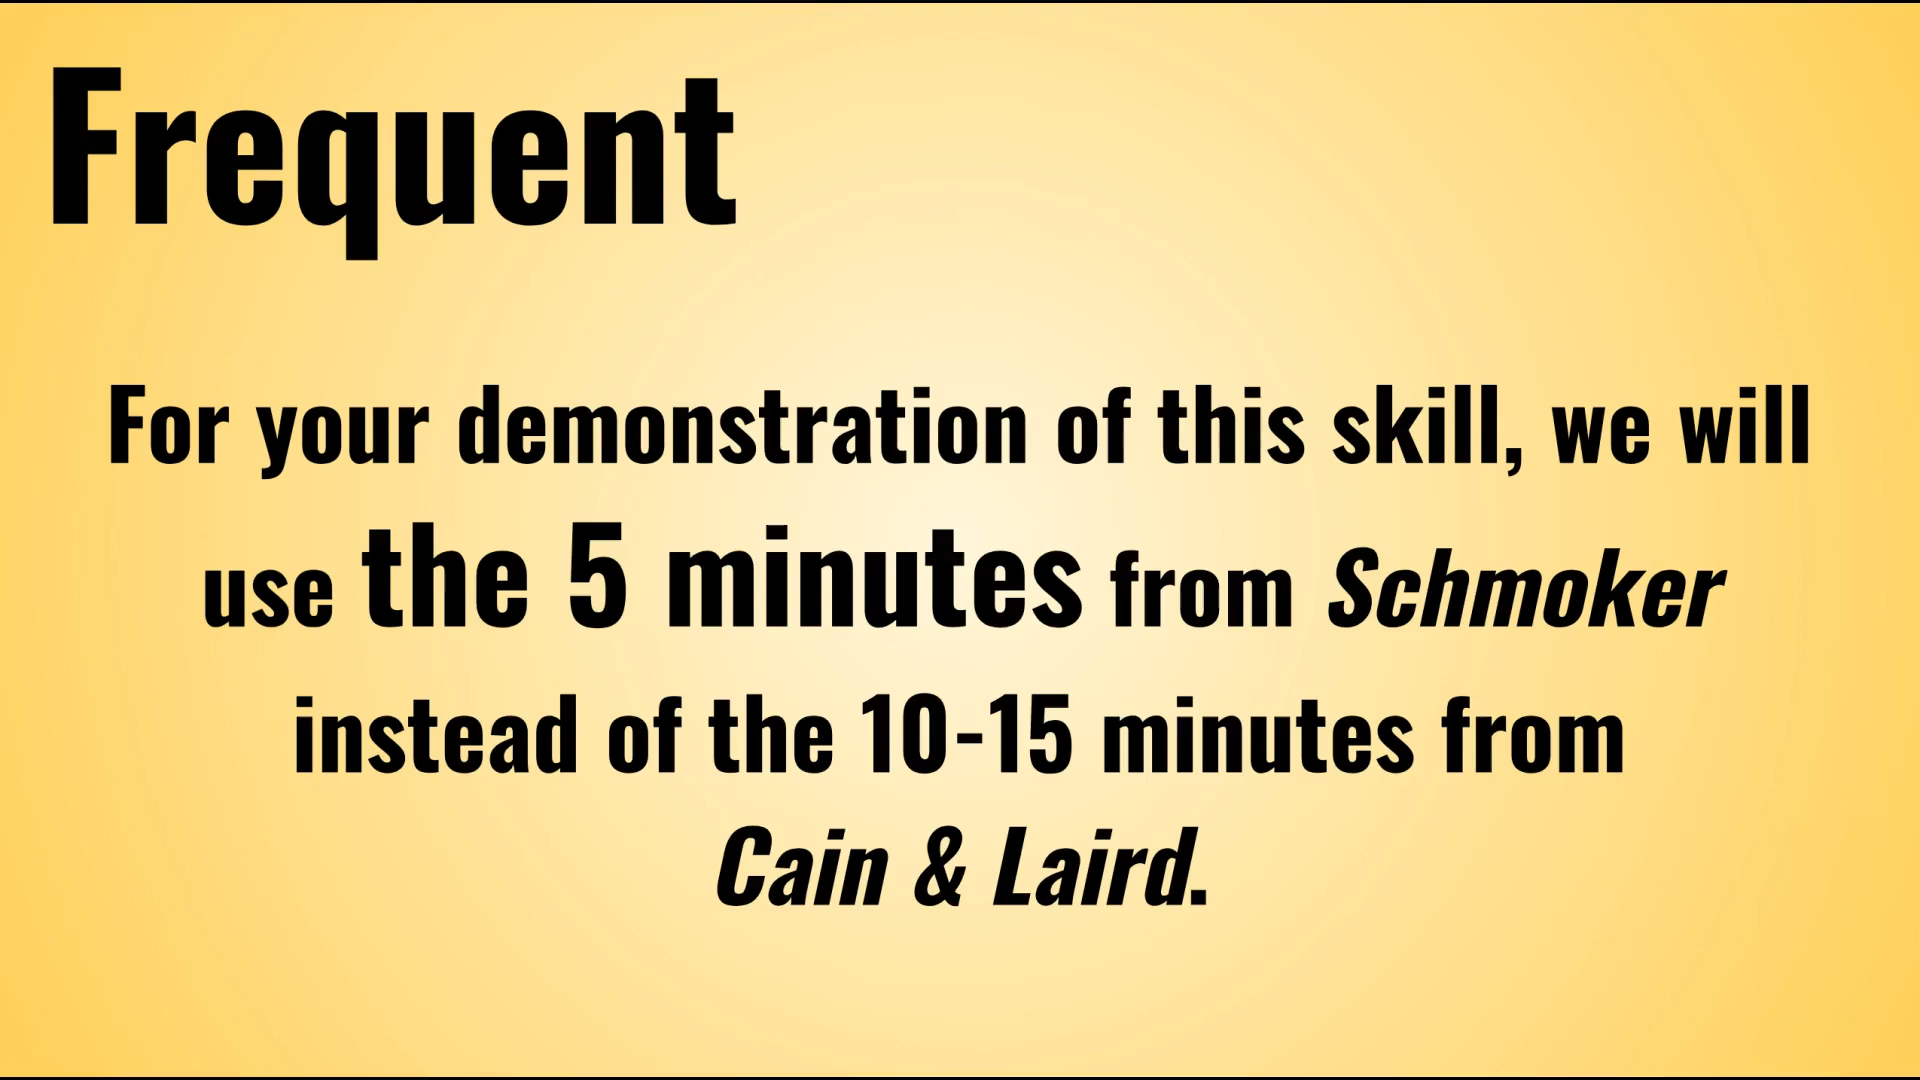 Frequent
For your demonstration of this skill, we will
use the 5 minutes from Schmoker
instead of the 10-15 minutes from
Cain & Laird.